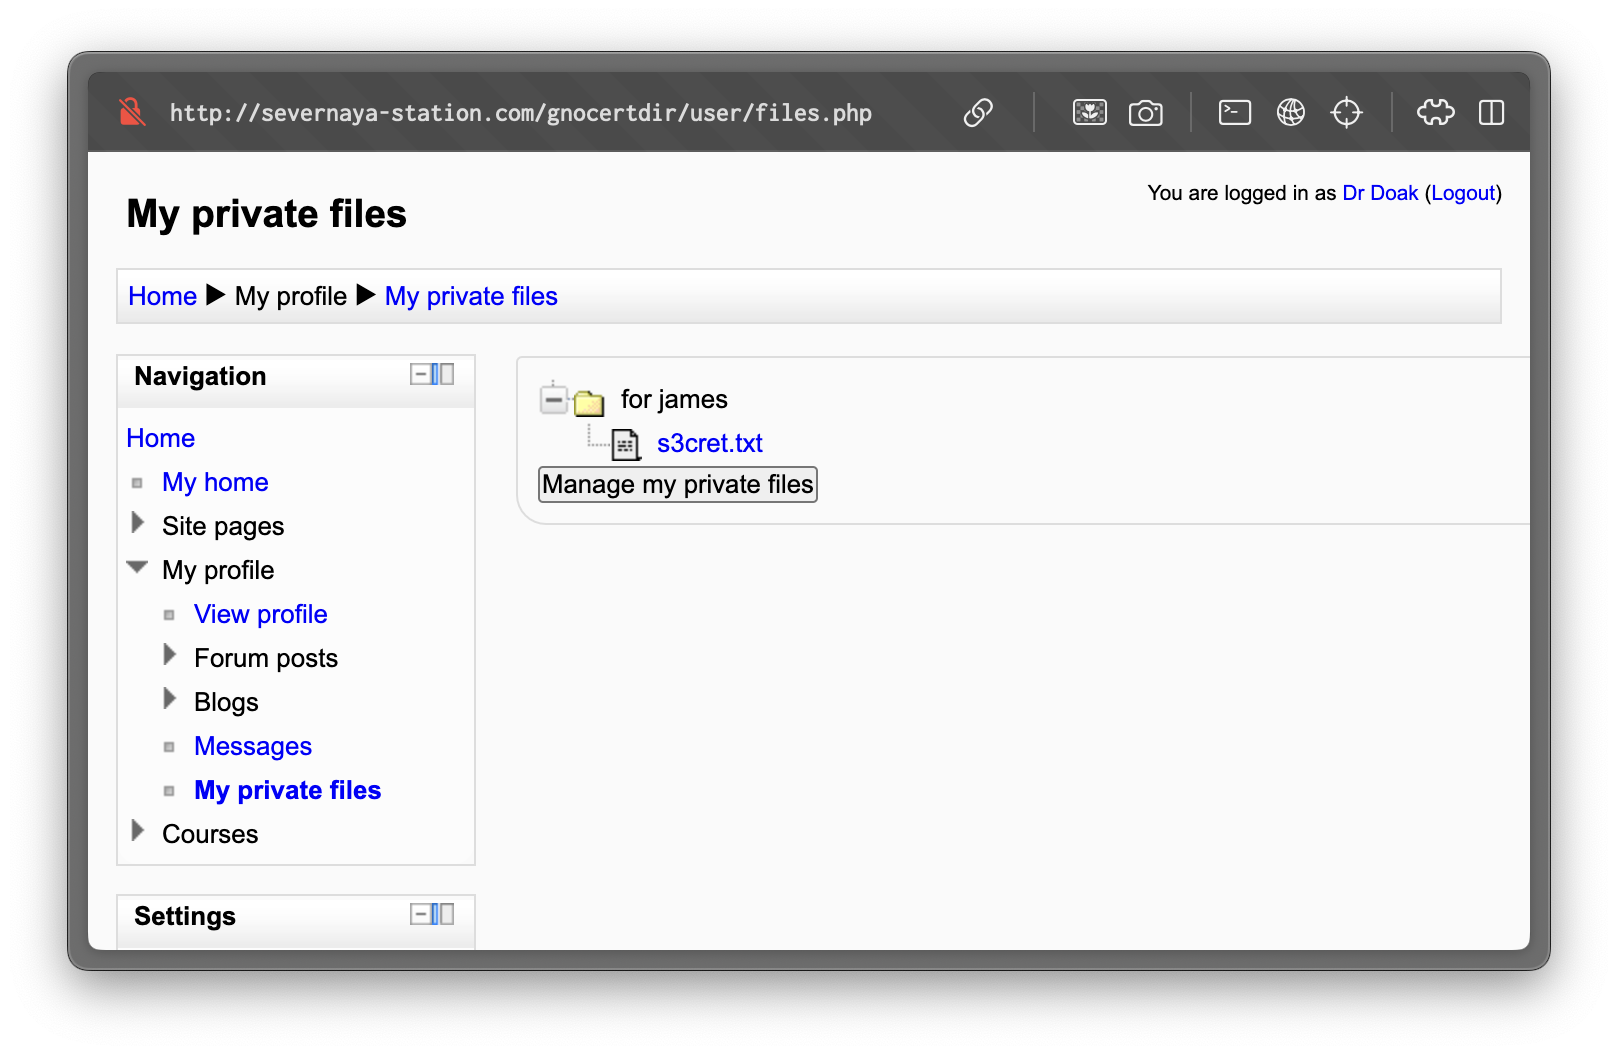 http://severnaya-station.com/gnocertdir/user/files.php
My private files
You are logged in as Dr Doak (Logout)
Home ► My profile ► My private files
Navigation
Home
My home
Site pages
My profile
View profile
Forum posts
Blogs
Messages
My private files
Courses
Settings
for james
s3cret.txt
Manage my private files